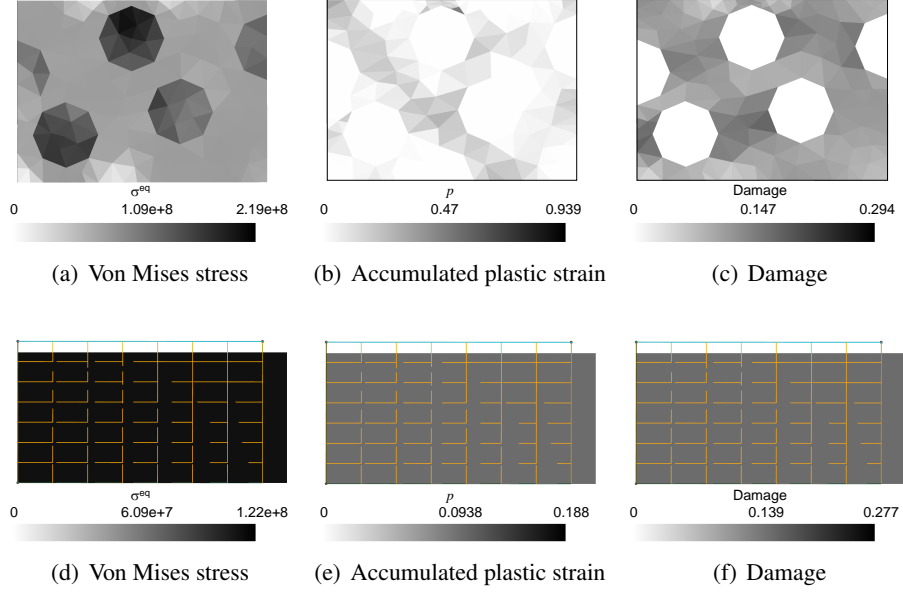 σᵉᑫ
0 1.09e+8 2.19e+8
(a) Von Mises stress
p
0 0.47 0.939
(b) Accumulated plastic strain
Damage
0 0.147 0.294
(c) Damage
σᵉᑫ
0 6.09e+7 1.22e+8
(d) Von Mises stress
p
0 0.0938 0.188
(e) Accumulated plastic strain
Damage
0 0.139 0.277
(f) Damage